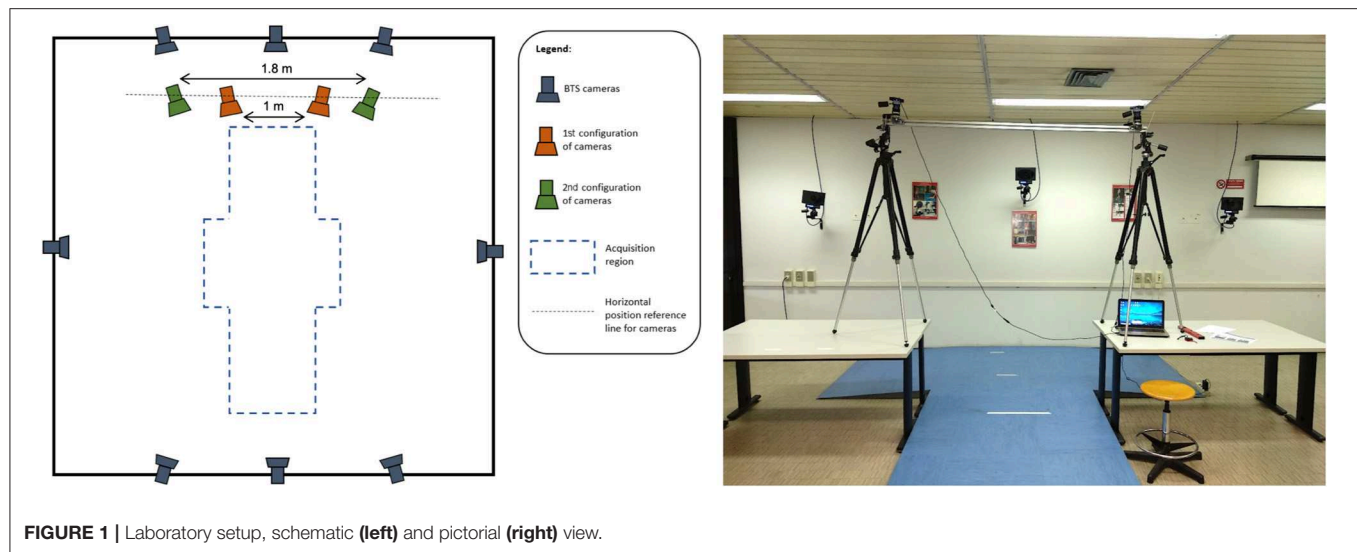 1.8 m
1 m
Legend:
BTS cameras
1st configuration
of cameras
2nd configuration
of cameras
Acquisition
region
Horizontal
position reference
line for cameras
FIGURE 1 | Laboratory setup, schematic (left) and pictorial (right) view.